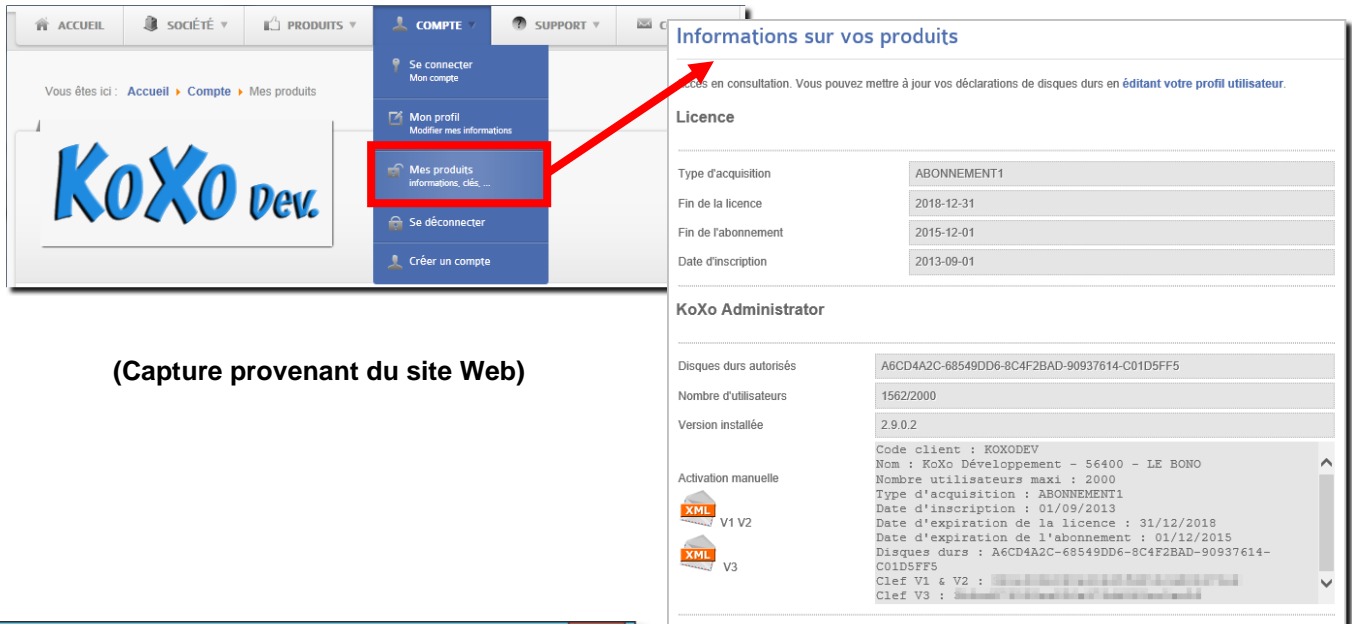 ACCUEIL
SOCIÉTÉ
PRODUITS
COMPTE
SUPPORT
C
Se connecter
Mon compte
Vous êtes ici : Accueil Compte Mes produits
Mon profil
Modifier mes informations
Mes produits
informations, clés, ...
KoXo Dev.
Se déconnecter
Créer un compte
(Capture provenant du site Web)
Informations sur vos produits
Accès en consultation. Vous pouvez mettre à jour vos déclarations de disques durs en éditant votre profil utilisateur.
Licence
Type d'acquisition ABONNEMENT1
Fin de la licence 2018-12-31
Fin de l'abonnement 2015-12-01
Date d'inscription 2013-09-01
KoXo Administrator
Disques durs autorisés A6CD4A2C-68549DD6-8C4F2BAD-90937614-C01D5FF5
Nombre d'utilisateurs 1562/2000
Version installée 2.9.0.2
Activation manuelle
XML V1 V2
XML V3
Code client : KOXODEV
Nom : KoXo Développement - 56400 - LE BONO
Nombre utilisateurs maxi : 2000
Type d'acquisition : ABONNEMENT1
Date d'inscription : 01/09/2013
Date d'expiration de la licence : 31/12/2018
Date d'expiration de l'abonnement : 01/12/2015
Disques durs : A6CD4A2C-68549DD6-8C4F2BAD-90937614-
C01D5FF5
Clef V1 & V2 :
Clef V3 :